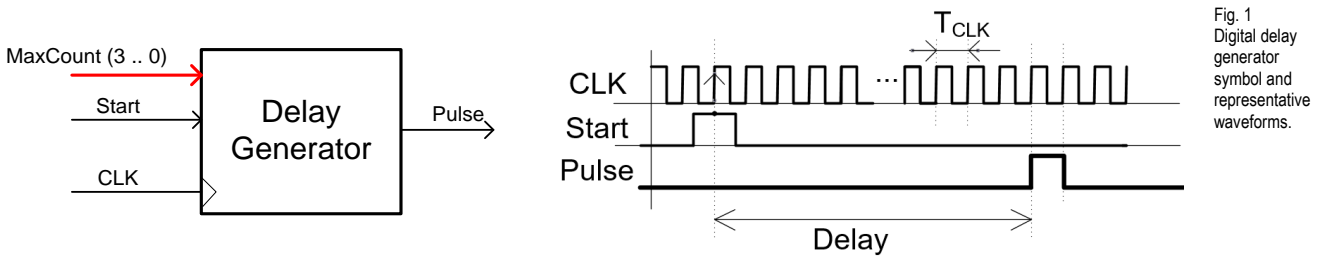 MaxCount (3 .. 0)
Start
CLK
Delay
Generator
Pulse
T_CLK
CLK
...
Start
Pulse
Delay
Fig. 1
Digital delay
generator
symbol and
representative
waveforms.